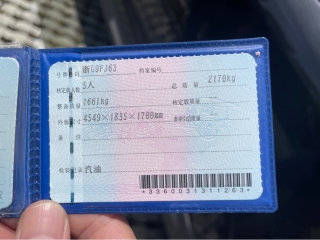 号牌号码 浙G9FJ63 档案编号
核定载人数 5人 总质量 2170kg
整备质量 1661kg 核定载质量 --
外廓尺寸 4549×1835×1700mm 准牵引总质量 --
备注
检验记录 汽油
*3360031311263*